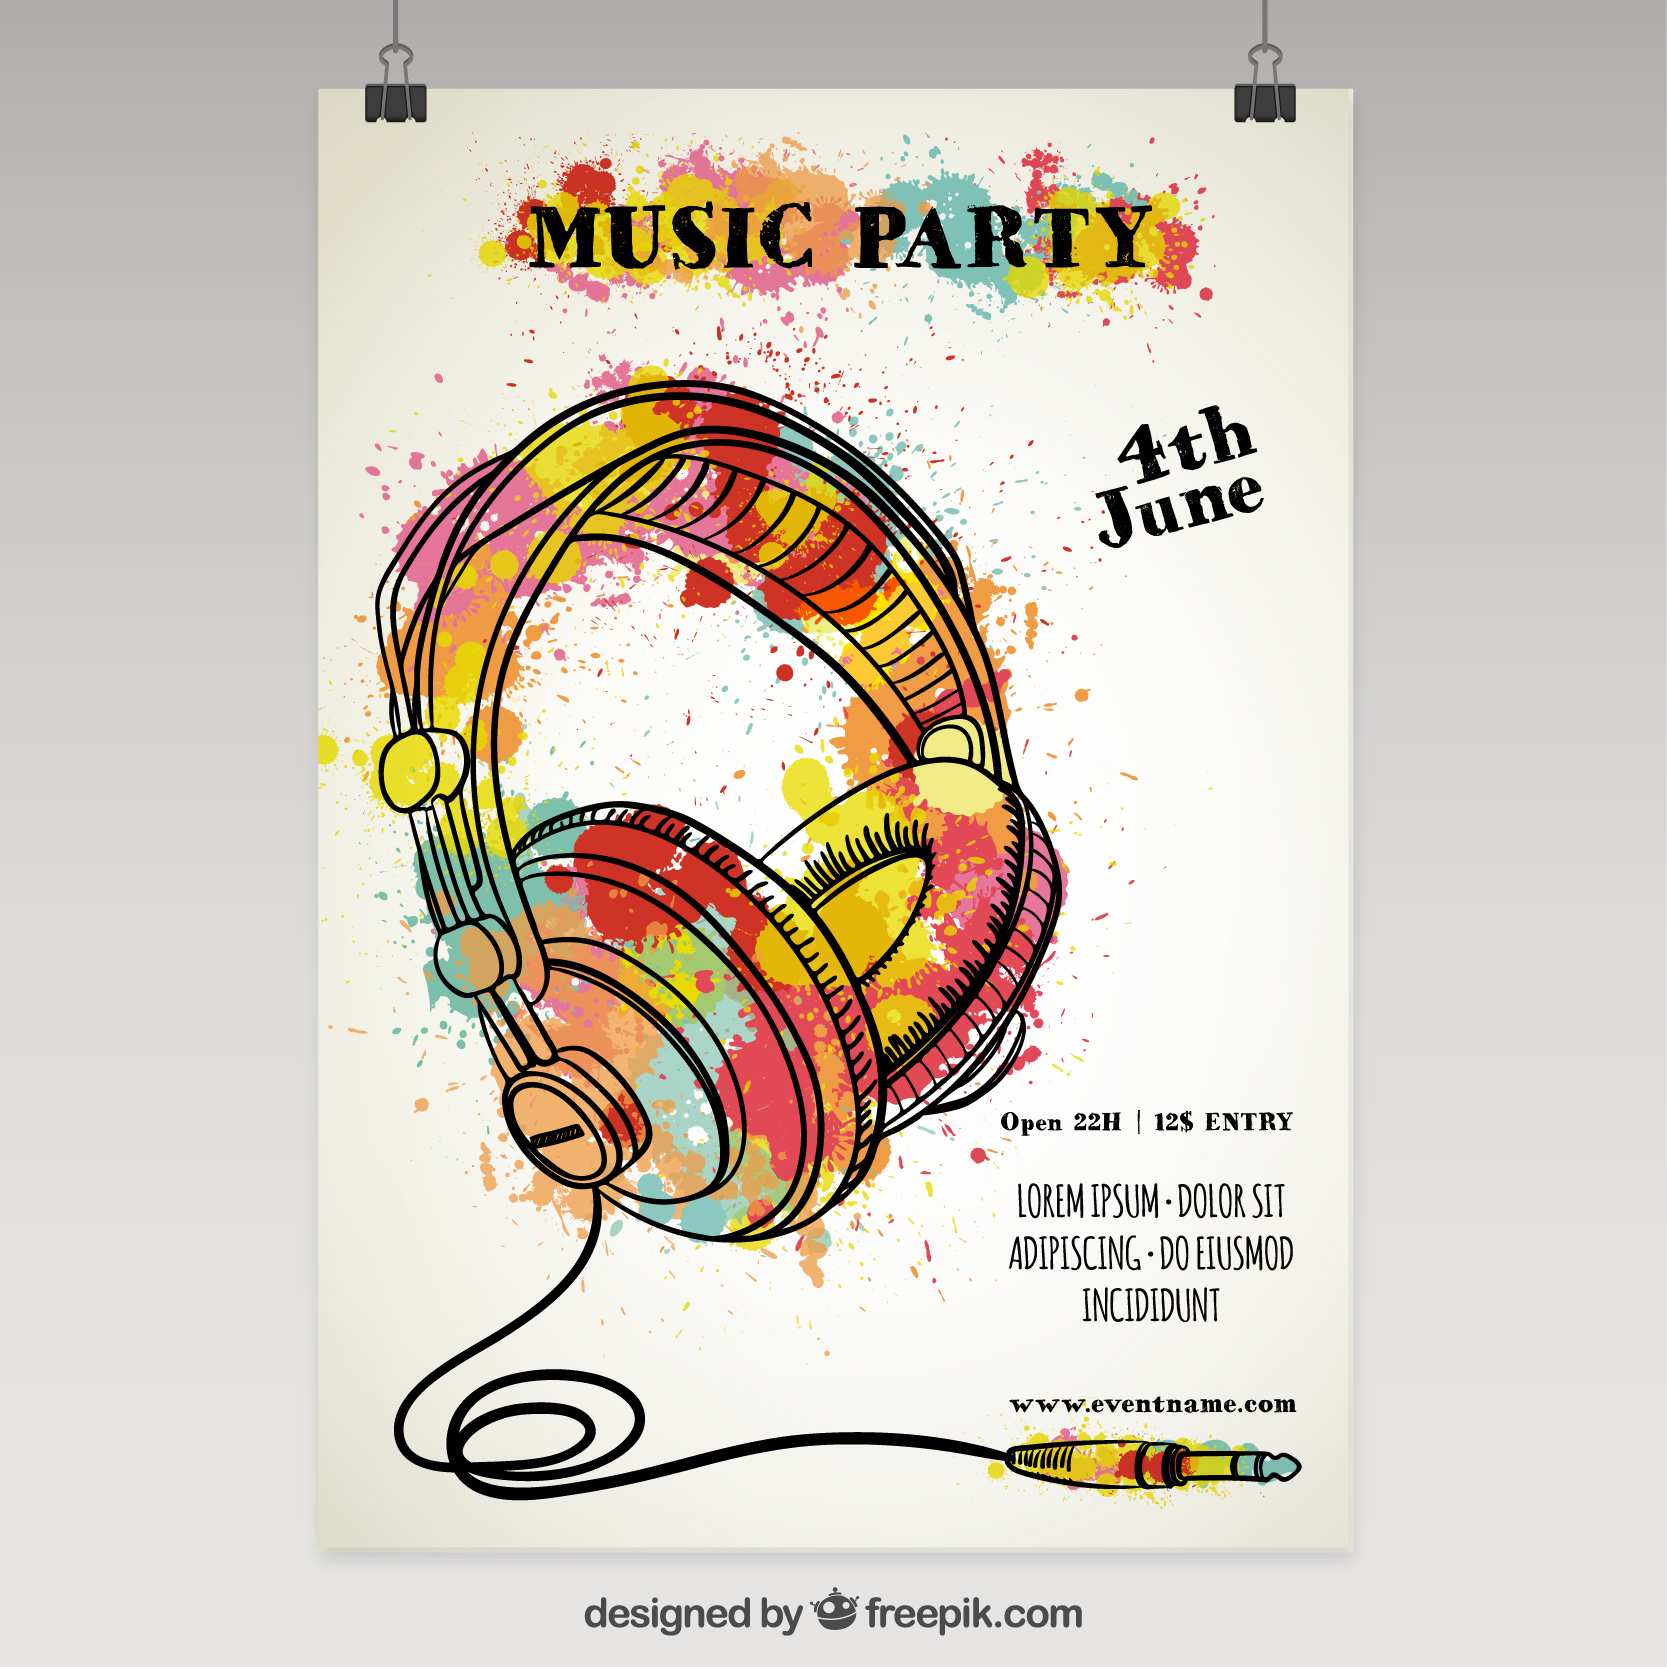 MUSIC PARTY
4th
June
Open 22H | 12$ ENTRY
LOREM IPSUM • DOLOR SIT
ADIPISCING • DO EIUSMOD
INCIDIDUNT
www.eventname.com
designed by freepik.com